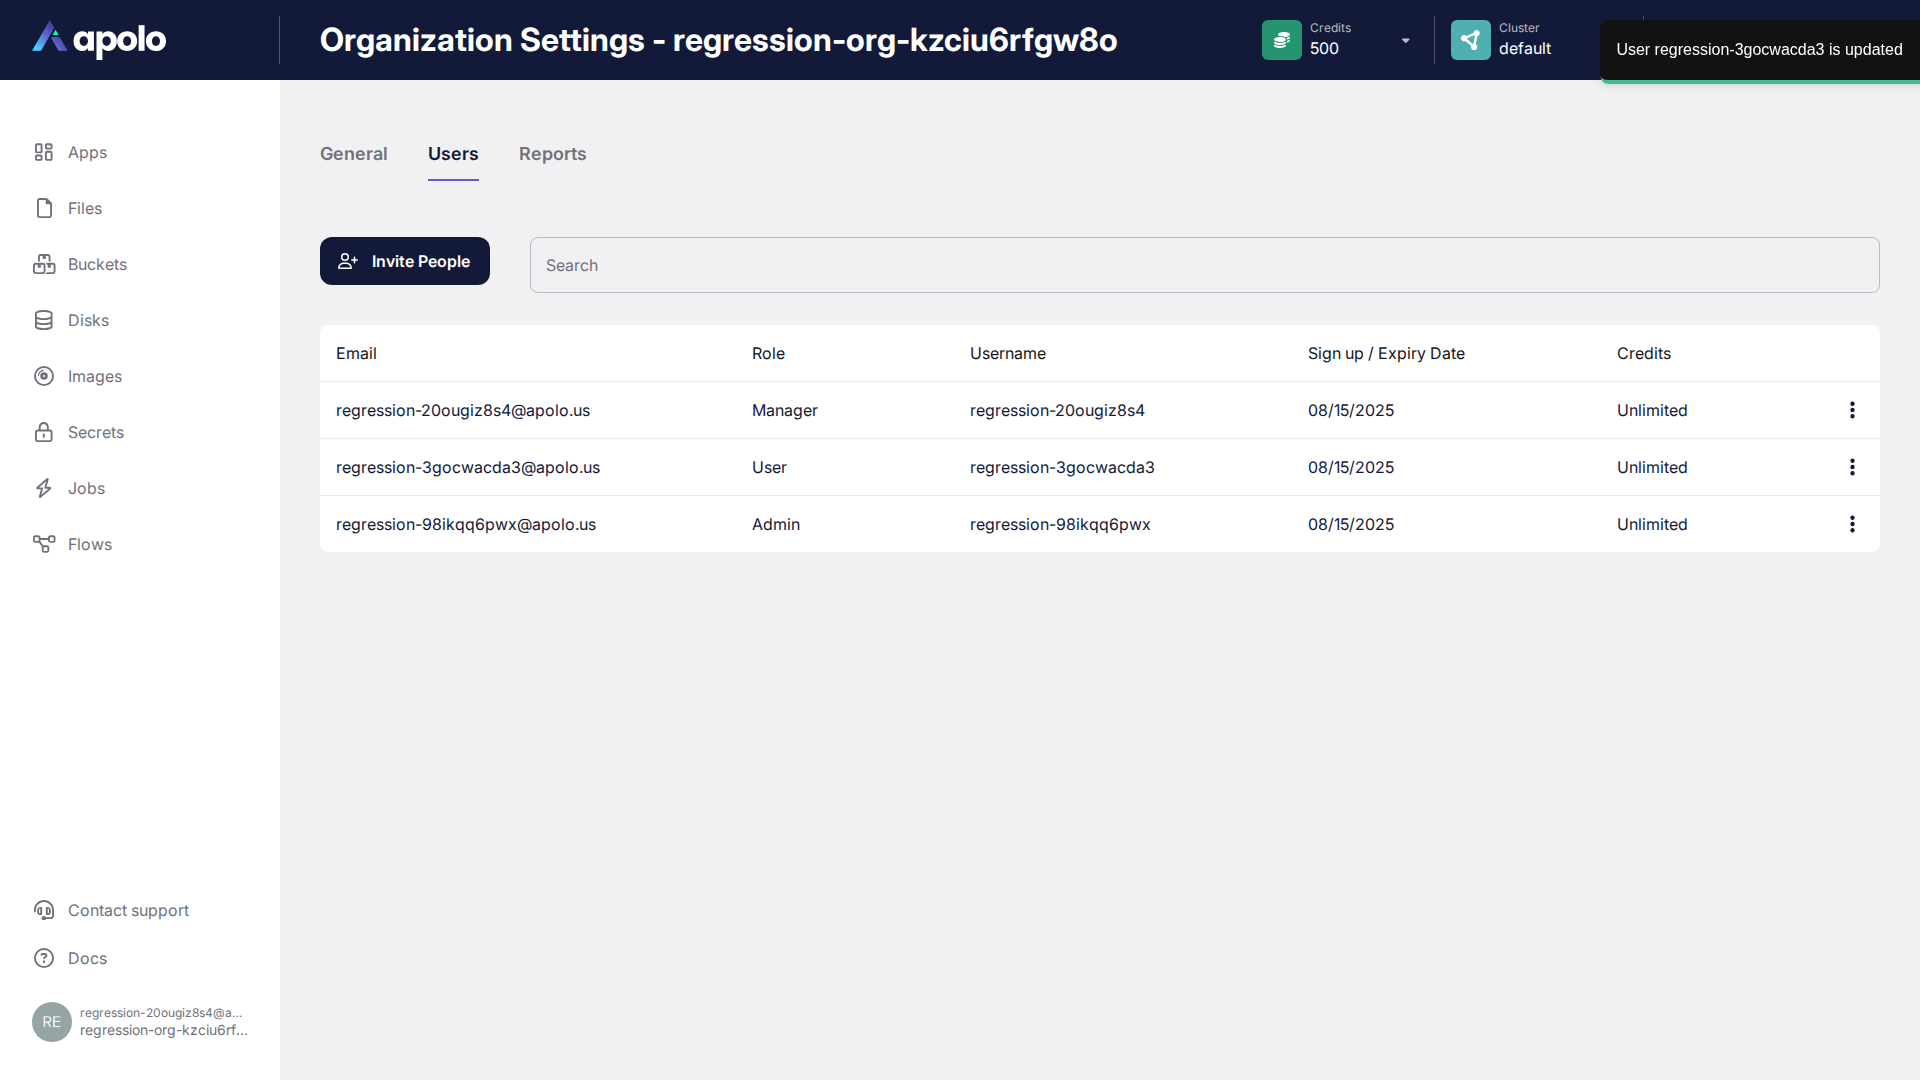 apolo
Organization Settings - regression-org-kzciu6rfgw8o
Credits
500
Cluster
default
User regression-3gocwacda3 is updated
Apps
Files
Buckets
Disks
Images
Secrets
Jobs
Flows
General
Users
Reports
Invite People
Search
Email Role Username Sign up / Expiry Date Credits
regression-20ougiz8s4@apolo.us Manager regression-20ougiz8s4 08/15/2025 Unlimited
regression-3gocwacda3@apolo.us User regression-3gocwacda3 08/15/2025 Unlimited
regression-98ikqq6pwx@apolo.us Admin regression-98ikqq6pwx 08/15/2025 Unlimited
Contact support
Docs
RE
regression-20ougiz8s4@a...
regression-org-kzciu6rf...